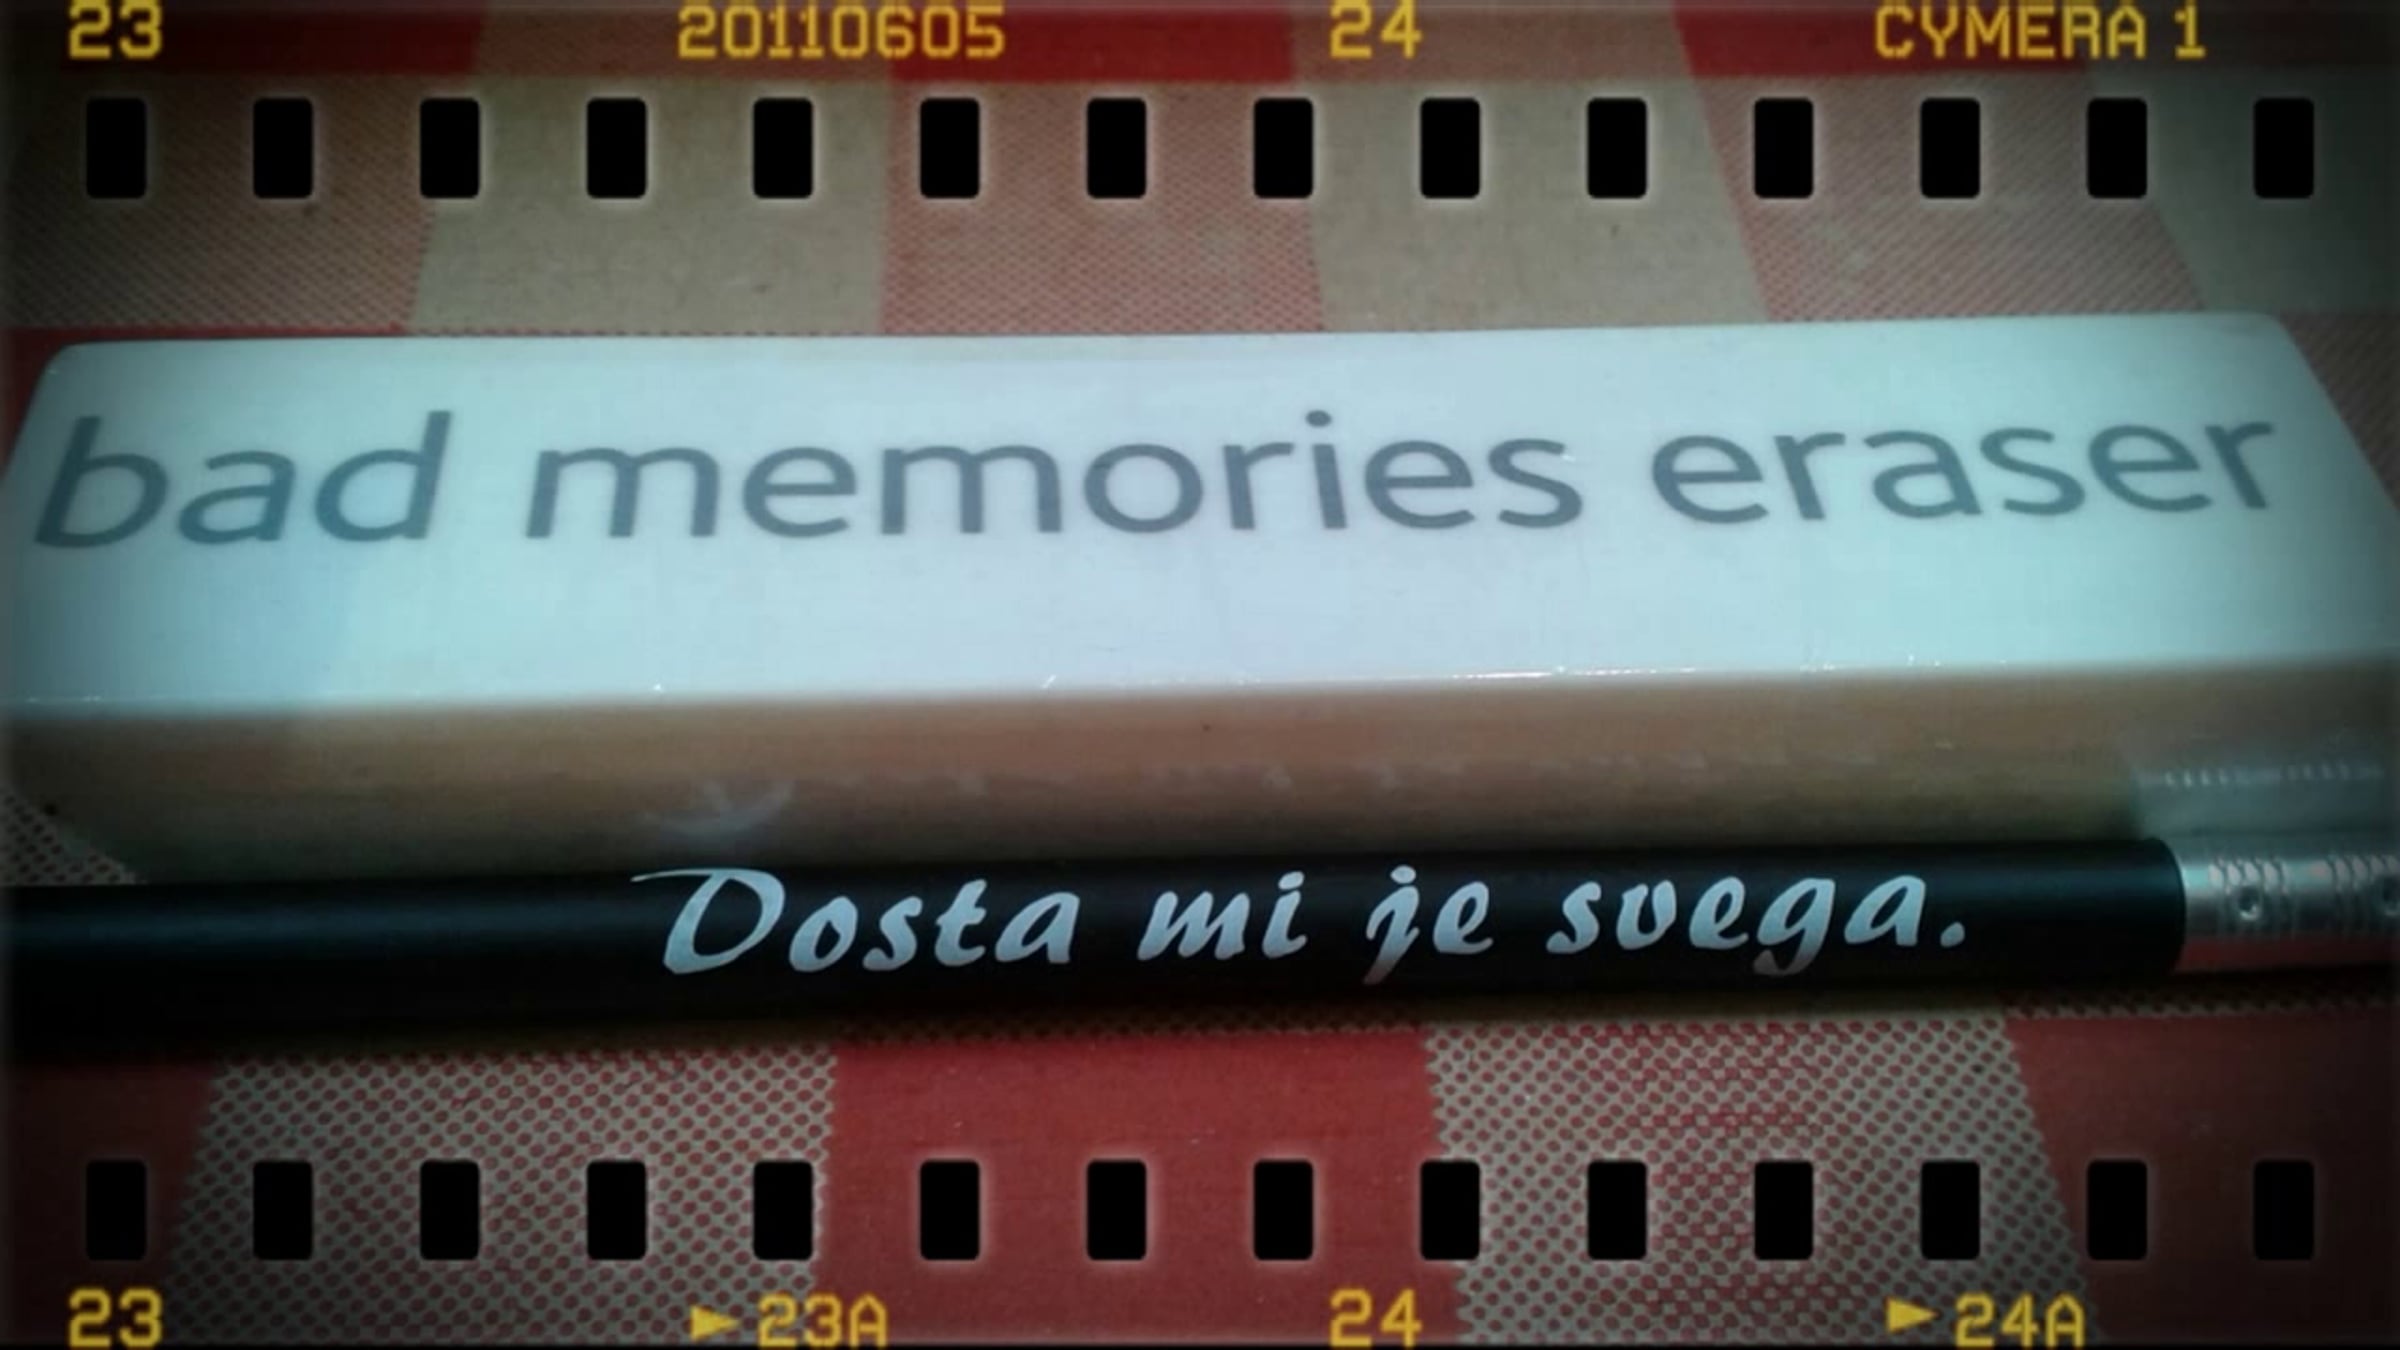 23 20110605 24 CYMERA 1
bad memories eraser
Dosta mi je svega.
23 ►23A 24 ►24A